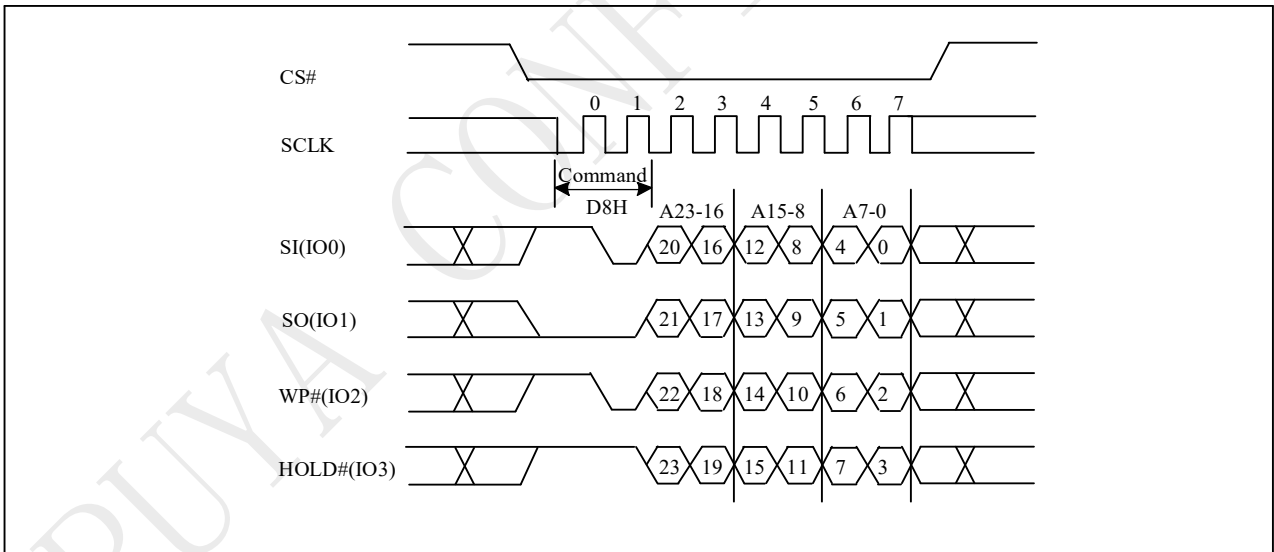 CS#
0 1 2 3 4 5 6 7
SCLK
Command
D8H
A23-16 A15-8 A7-0
SI(IO0) 20 16 12 8 4 0
SO(IO1) 21 17 13 9 5 1
WP#(IO2) 22 18 14 10 6 2
HOLD#(IO3) 23 19 15 11 7 3
PUYA CONF